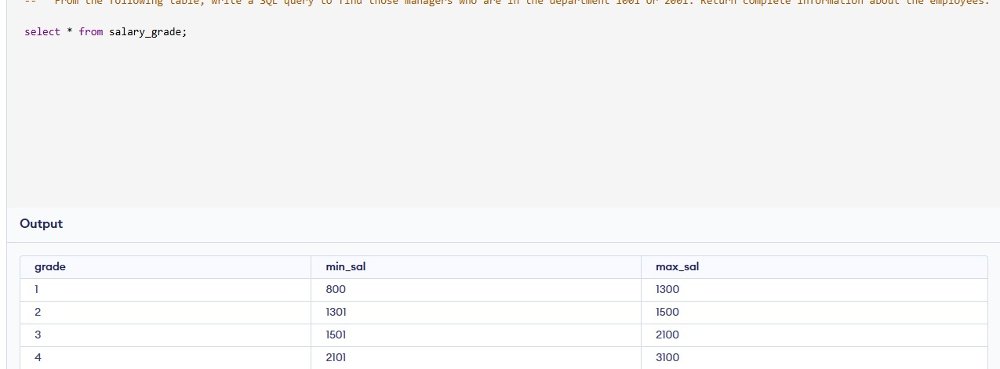 -- From the following table, write a SQL query to find those managers who are in the department 1001 or 2001. Return complete information about the employees.
select * from salary_grade;
Output
grade min_sal max_sal
1 800 1300
2 1301 1500
3 1501 2100
4 2101 3100